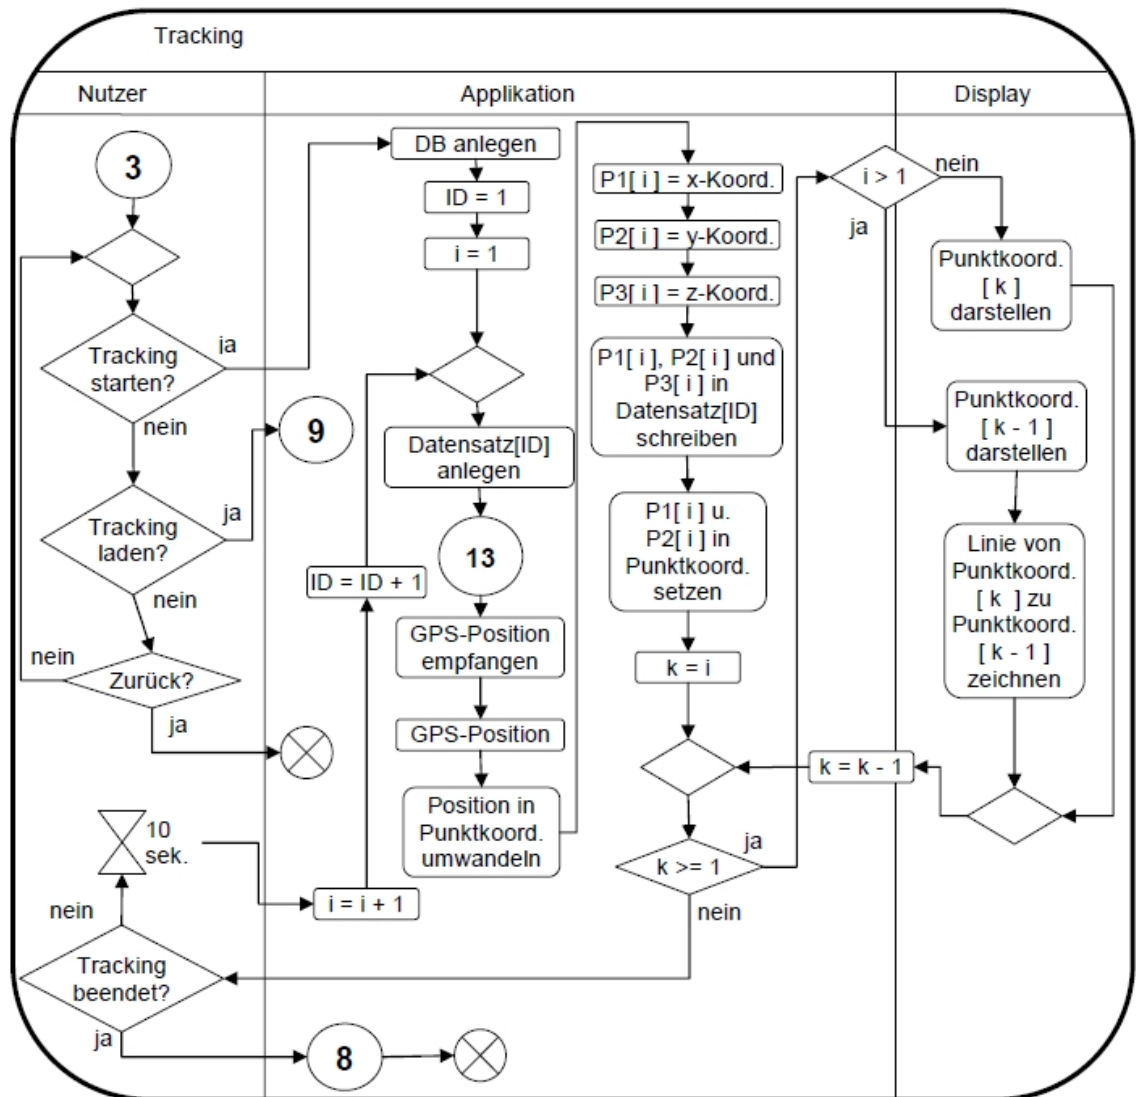 Tracking
Nutzer
Applikation
Display
3
Tracking
starten?
ja
nein
9
Tracking
laden?
ja
nein
Zurück?
nein
ja
10
sek.
nein
Tracking
beendet?
ja
8
DB anlegen
ID = 1
i = 1
Datensatz[ID]
anlegen
13
ID = ID + 1
GPS-Position
empfangen
GPS-Position
Position in
Punktkoord.
umwandeln
i = i + 1
P1[ i ] = x-Koord.
P2[ i ] = y-Koord.
P3[ i ] = z-Koord.
P1[ i ], P2[ i ] und
P3[ i ] in
Datensatz[ID]
schreiben
P1[ i ] u.
P2[ i ] in
Punktkoord.
setzen
k = i
k >= 1
ja
nein
i > 1
nein
ja
Punktkoord.
[ k ]
darstellen
Punktkoord.
[ k - 1 ]
darstellen
Linie von
Punktkoord.
[ k ] zu
Punktkoord.
[ k - 1 ]
zeichnen
k = k - 1